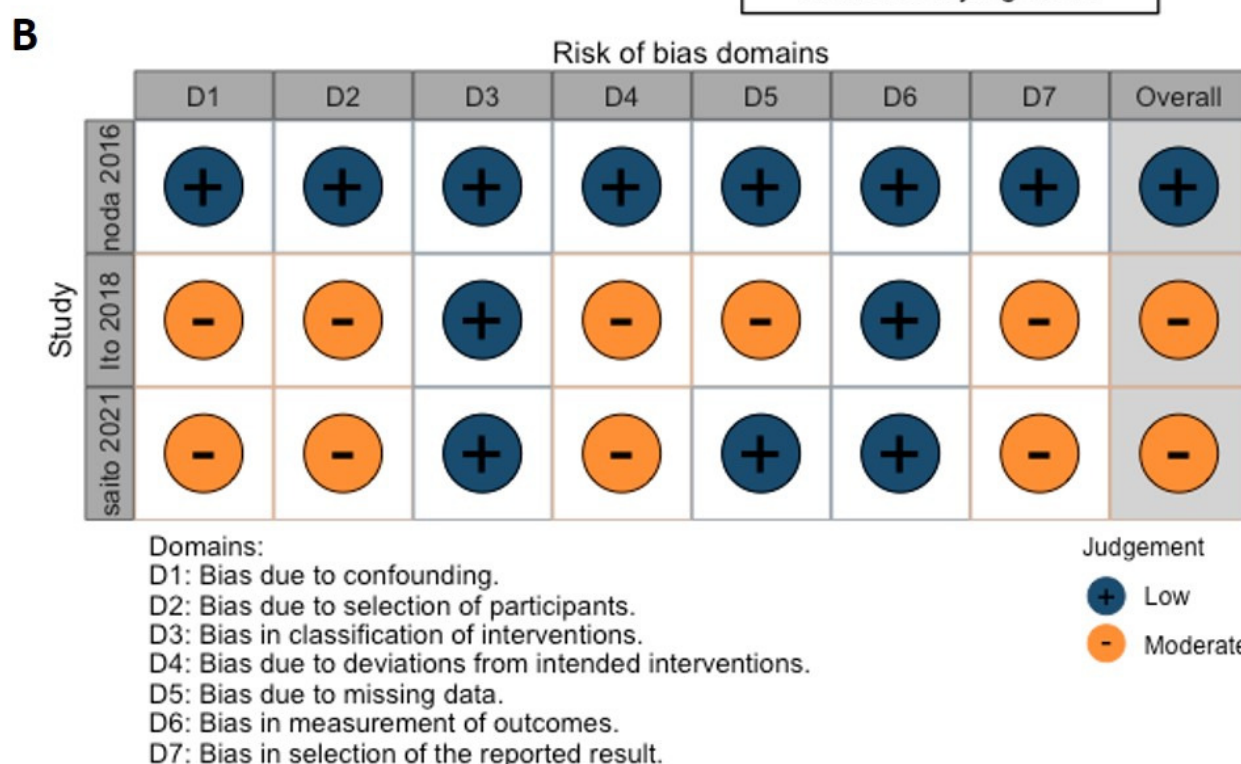 B
Risk of bias domains
D1 D2 D3 D4 D5 D6 D7 Overall
Study
noda 2016 + + + + + + + +
Ito 2018 - - + - - + - -
saito 2021 - - + - + + - -
Domains:
D1: Bias due to confounding.
D2: Bias due to selection of participants.
D3: Bias in classification of interventions.
D4: Bias due to deviations from intended interventions.
D5: Bias due to missing data.
D6: Bias in measurement of outcomes.
D7: Bias in selection of the reported result.
Judgement
+ Low
- Moderate